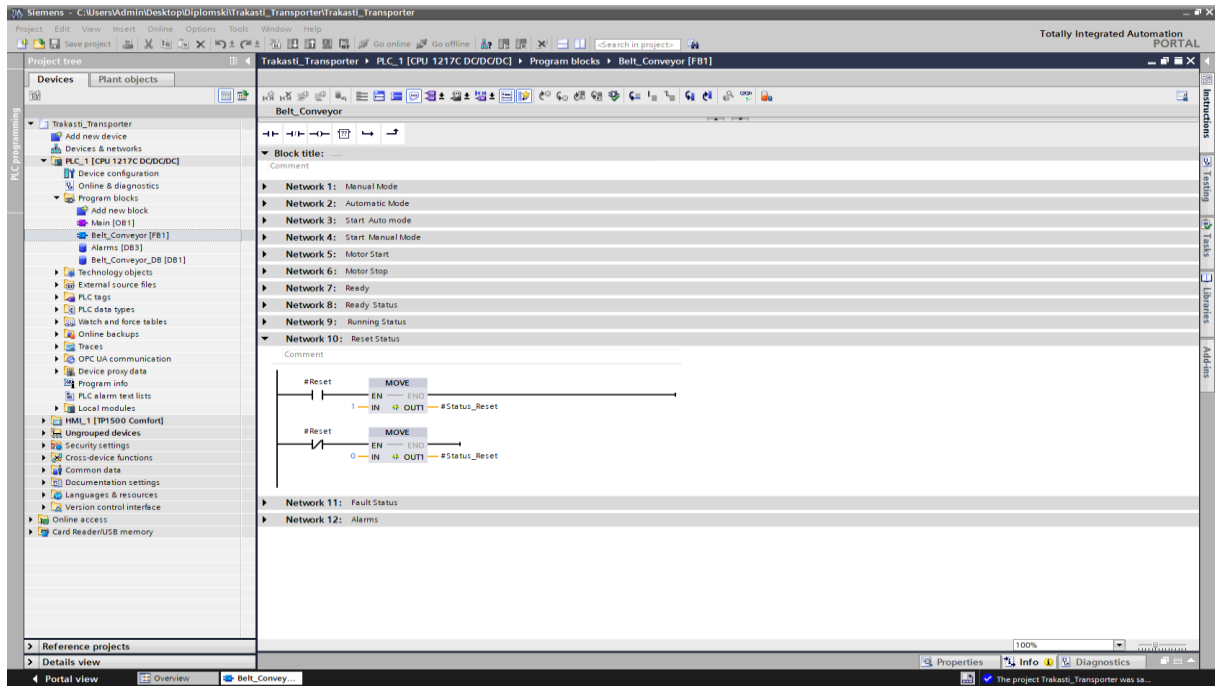 Siemens - C:\Users\Admin\Desktop\Diplomski\Trakasti_Transporter\Trakasti_Transporter
Project Edit View Insert Online Options Tools Window Help
Totally Integrated Automation
PORTAL
Save project
Go online
Go offline
<Search in project>
Project tree
Trakasti_Transporter PLC_1 [CPU 1217C DC/DC/DC] Program blocks Belt_Conveyor [FB1]
Devices
Plant objects
PLC programming
Trakasti_Transporter
Add new device
Devices & networks
PLC_1 [CPU 1217C DC/DC/DC]
Device configuration
Online & diagnostics
Program blocks
Add new block
Main [OB1]
Belt_Conveyor [FB1]
Alarms [DB3]
Belt_Conveyor_DB [DB1]
Technology objects
External source files
PLC tags
PLC data types
Watch and force tables
Online backups
Traces
OPC UA communication
Device proxy data
Program info
PLC alarm text lists
Local modules
HMI_1 [TP1500 Comfort]
Ungrouped devices
Security settings
Cross-device functions
Common data
Documentation settings
Languages & resources
Version control interface
Online access
Card Reader/USB memory
Reference projects
Details view
Belt_Conveyor
??
Block title: .....
Comment
Network 1: Manual Mode
Network 2: Automatic Mode
Network 3: Start Auto mode
Network 4: Start Manual Mode
Network 5: Motor Start
Network 6: Motor Stop
Network 7: Ready
Network 8: Ready Status
Network 9: Running Status
Network 10: Reset Status
Comment
#Reset MOVE
EN ENO
1 IN OUT1 #Status_Reset
#Reset MOVE
EN ENO
0 IN OUT1 #Status_Reset
Network 11: Fault Status
Network 12: Alarms
100%
Properties
Info
Diagnostics
Instructions
Testing
Tasks
Libraries
Add-ins
Portal view
Overview
Belt_Convey...
The project Trakasti_Transporter was sa...